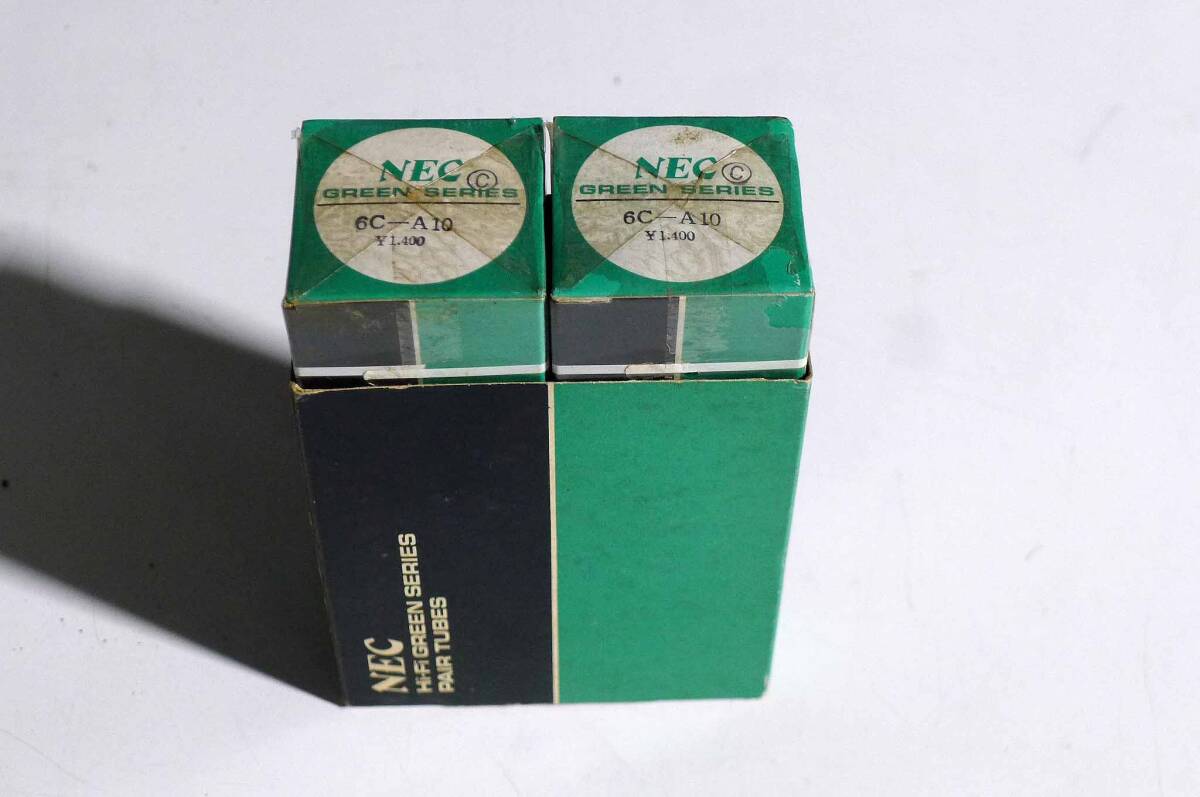 NEC Ⓒ
GREEN SERIES
6C—A10
¥1.400
NEC Ⓒ
GREEN SERIES
6C—A10
¥1.400
NEC
Hi-Fi GREEN SERIES
PAIR TUBES